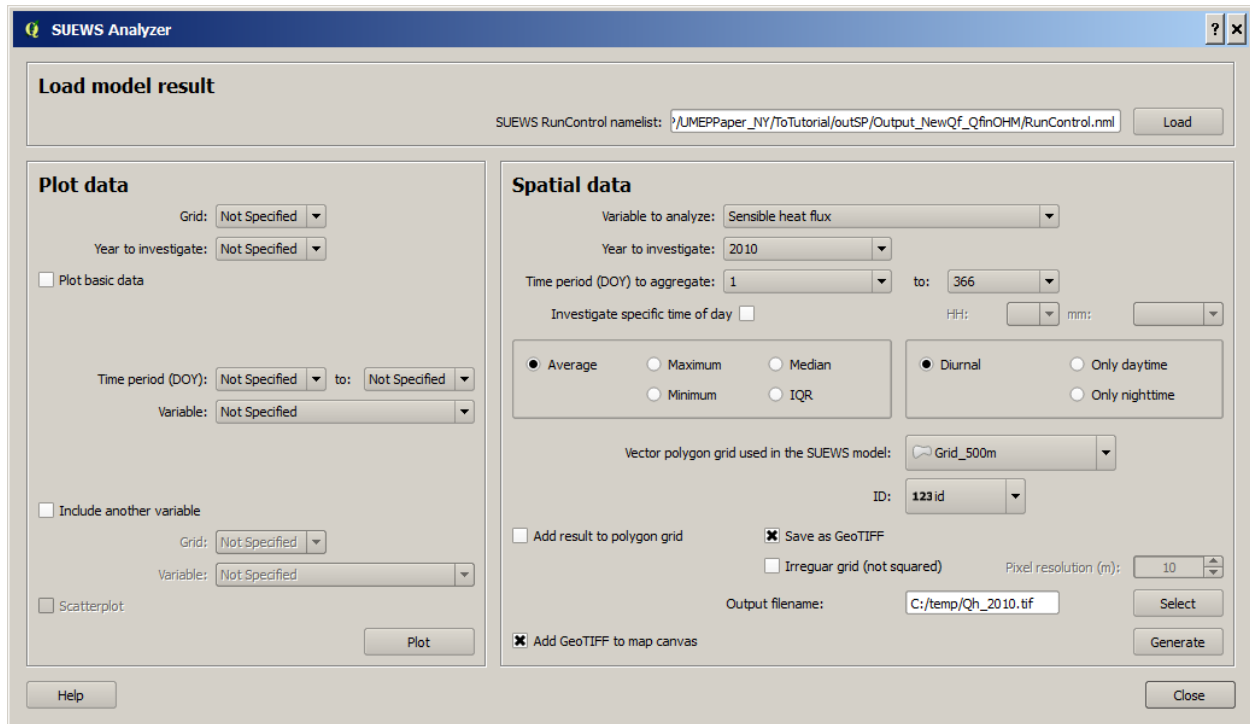 SUEWS Analyzer
Load model result
SUEWS RunControl namelist: ?/UMEPPaper_NY/ToTutorial/outSP/Output_NewQf_QfinOHM/RunControl.nml Load
Plot data
Grid: Not Specified
Year to investigate: Not Specified
Plot basic data
Time period (DOY): Not Specified to: Not Specified
Variable: Not Specified
Include another variable
Grid: Not Specified
Variable: Not Specified
Scatterplot
Plot
Spatial data
Variable to analyze: Sensible heat flux
Year to investigate: 2010
Time period (DOY) to aggregate: 1 to: 366
Investigate specific time of day HH: mm:
Average Maximum Median
Minimum IQR
Diurnal Only daytime
Only nighttime
Vector polygon grid used in the SUEWS model: Grid_500m
ID: 123 id
Add result to polygon grid Save as GeoTIFF
Irreguar grid (not squared) Pixel resolution (m): 10
Output filename: C:/temp/Qh_2010.tif Select
Add GeoTIFF to map canvas Generate
Help Close